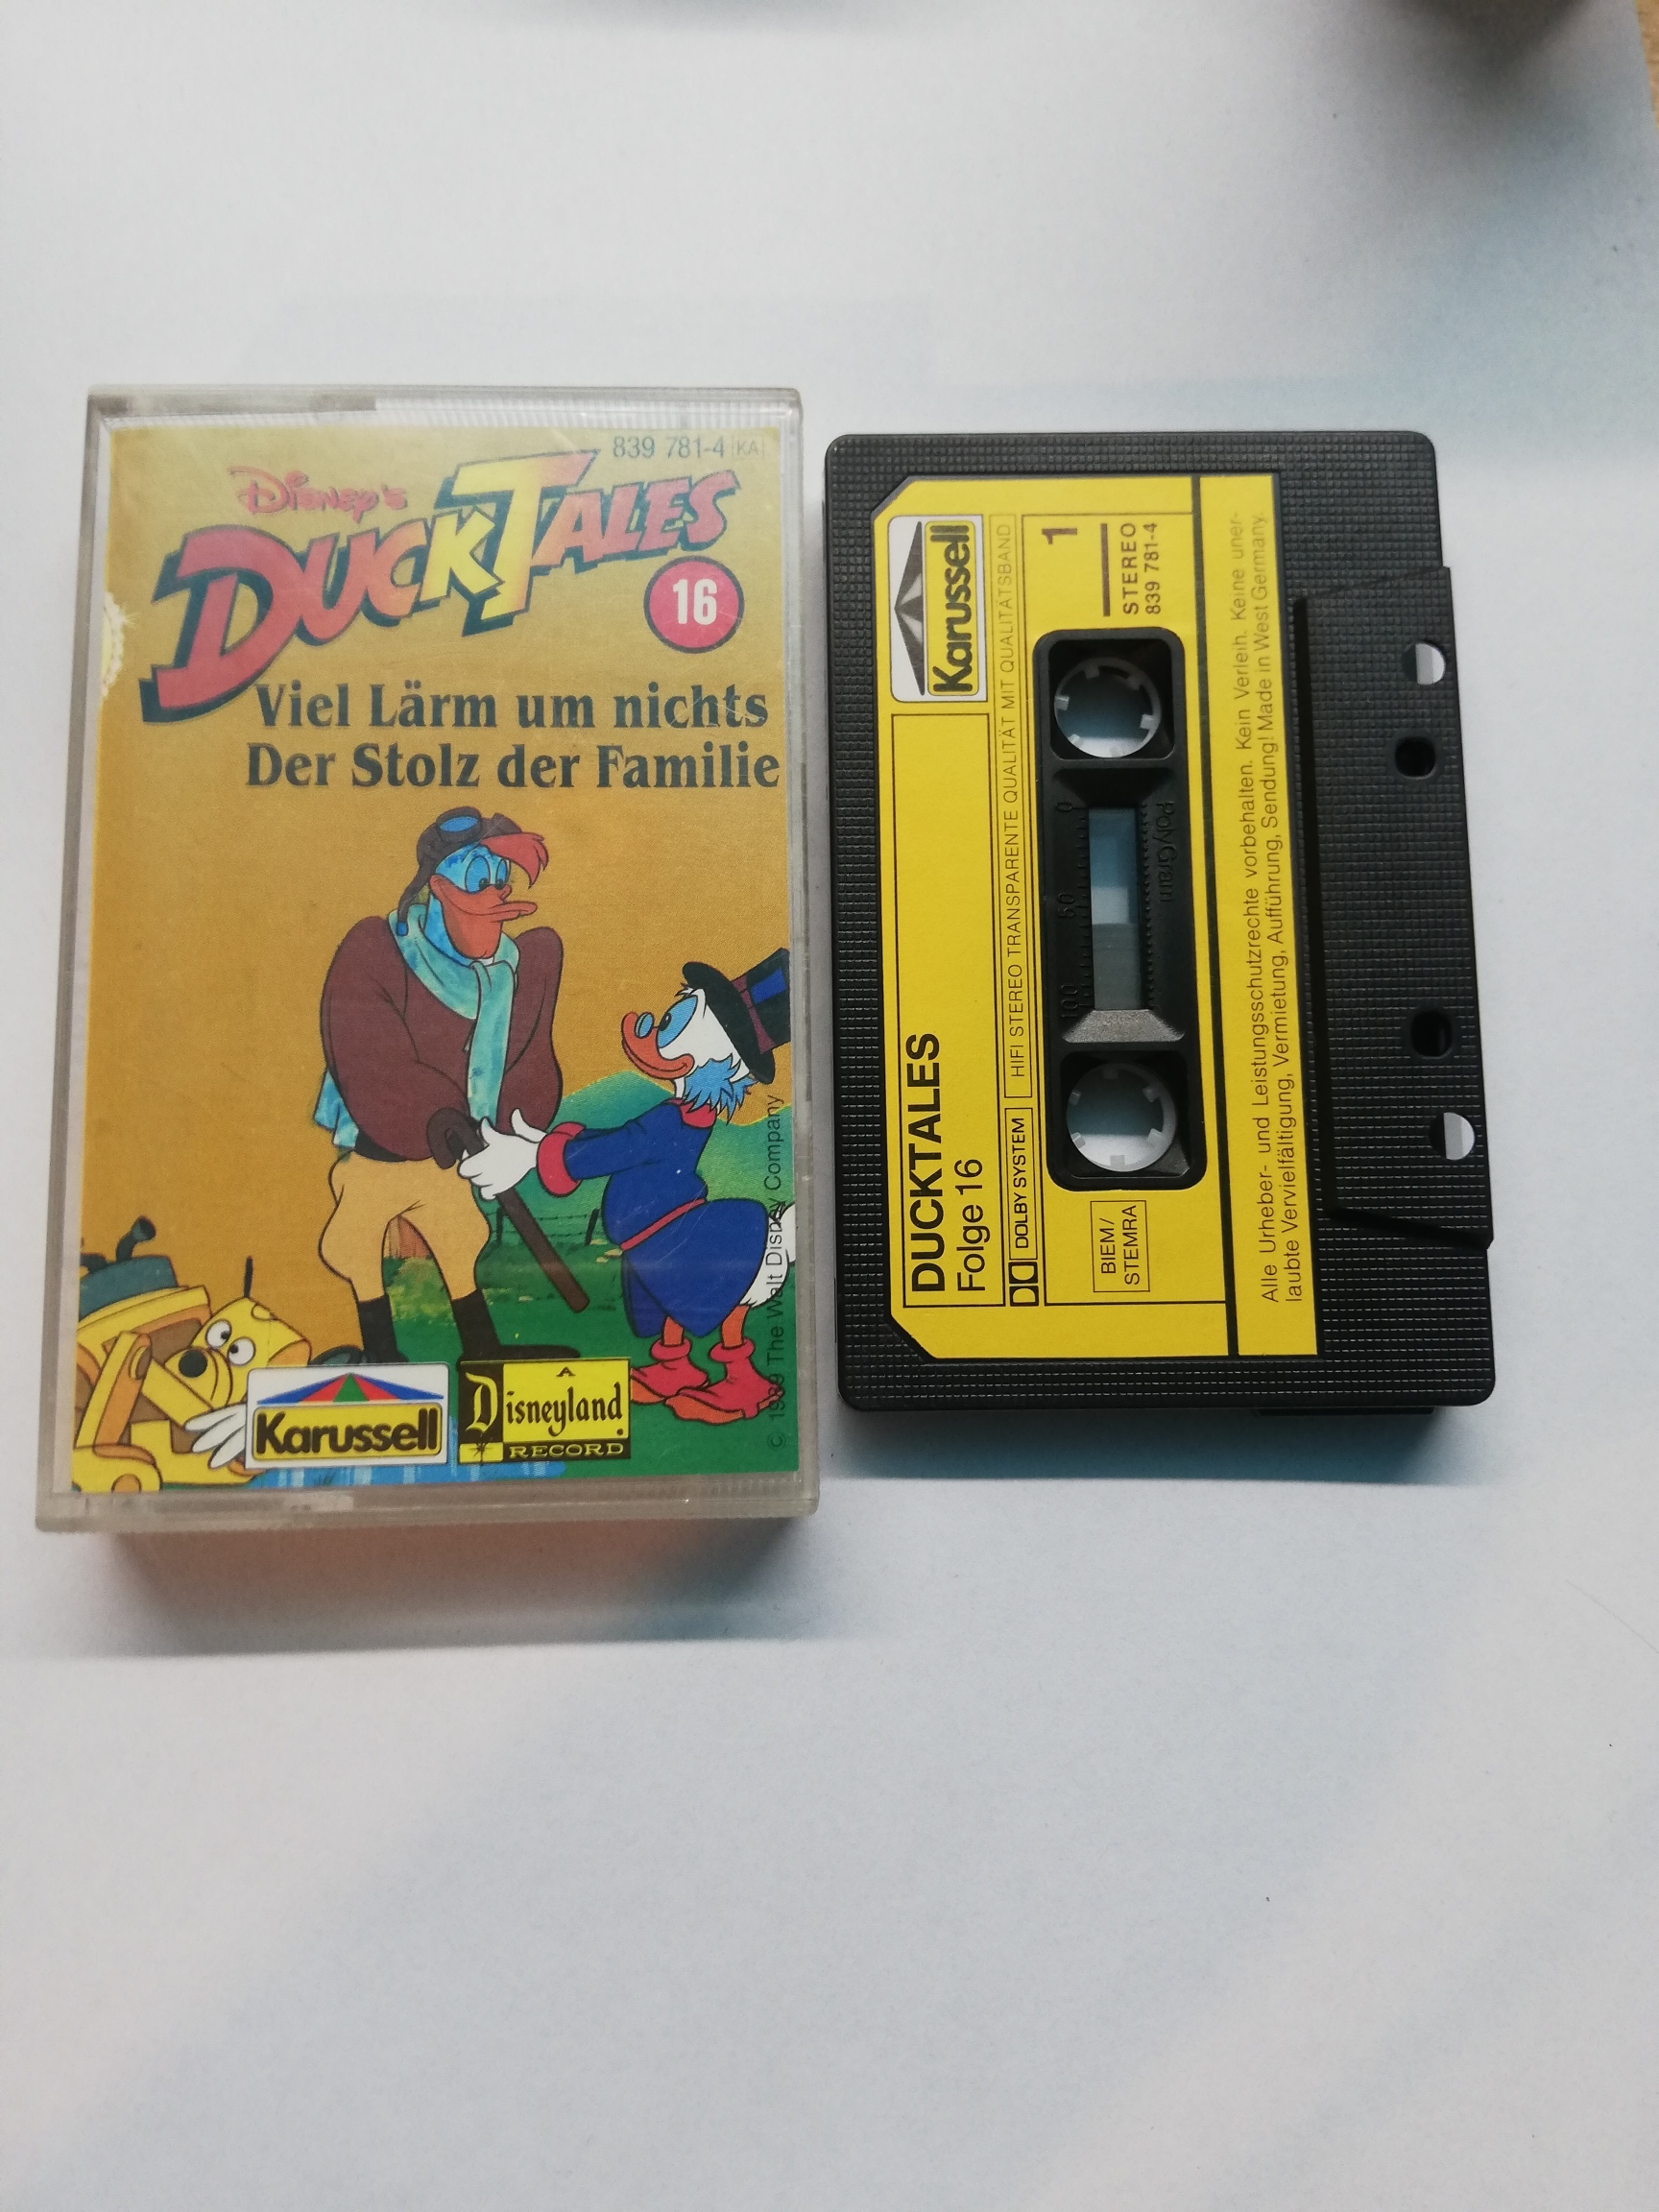 839 781-4 KA
Disney's
DUCKTALES
16
Viel Lärm um nichts
Der Stolz der Familie
© 1989 The Walt Disney Company
Karussell
A
Disneyland
RECORD
Karussell
DUCKTALES
Folge 16
DOLBY SYSTEM
HIFI STEREO TRANSPARENTE QUALITÄT MIT QUALITÄTSBAND
BIEM/
STEMRA
1
STEREO
839 781-4
100 50 0
PolyGram
Alle Urheber- und Leistungsschutzrechte vorbehalten. Kein Verleih. Keine uner-
laubte Vervielfältigung, Vermietung, Aufführung, Sendung! Made in West Germany.